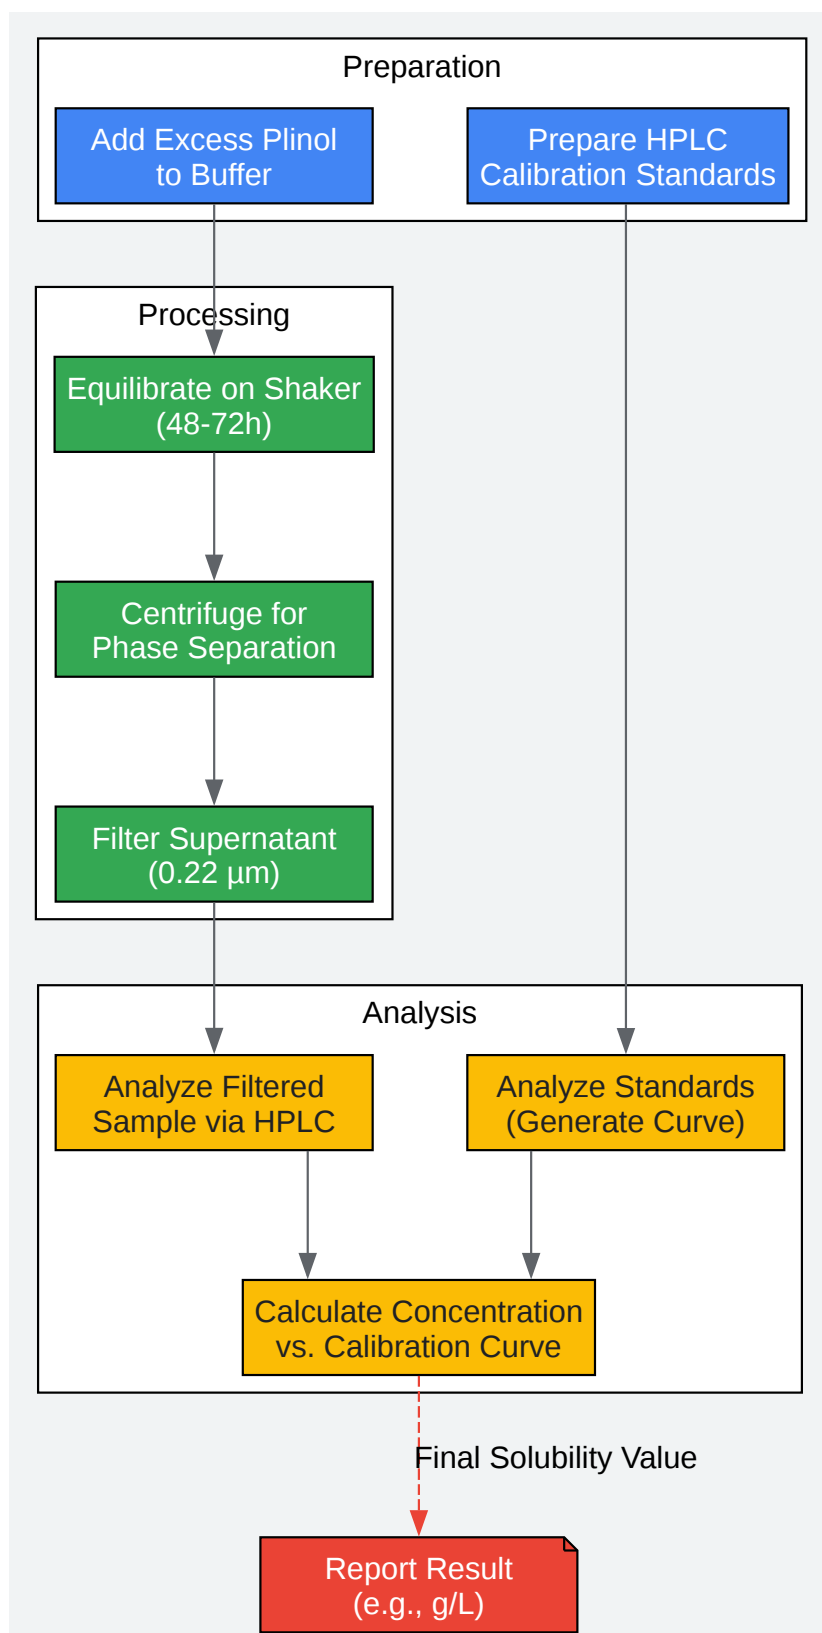 Preparation
Add Excess Plinol
to Buffer
Prepare HPLC
Calibration Standards
Processing
Equilibrate on Shaker
(48-72h)
Centrifuge for
Phase Separation
Filter Supernatant
(0.22 µm)
Analysis
Analyze Filtered
Sample via HPLC
Analyze Standards
(Generate Curve)
Calculate Concentration
vs. Calibration Curve
Final Solubility Value
Report Result
(e.g., g/L)